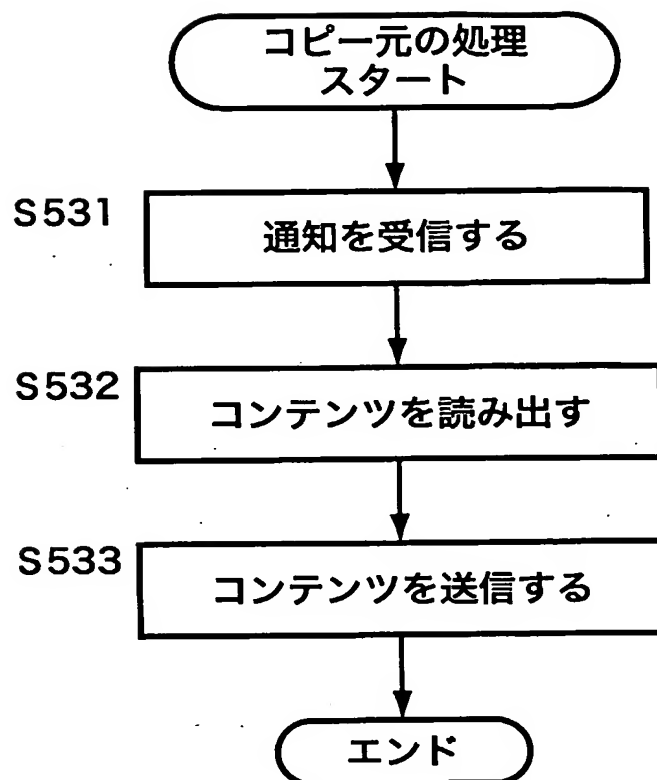 コピー元の処理
スタート
S531
通知を受信する
S532
コンテンツを読み出す
S533
コンテンツを送信する
エンド